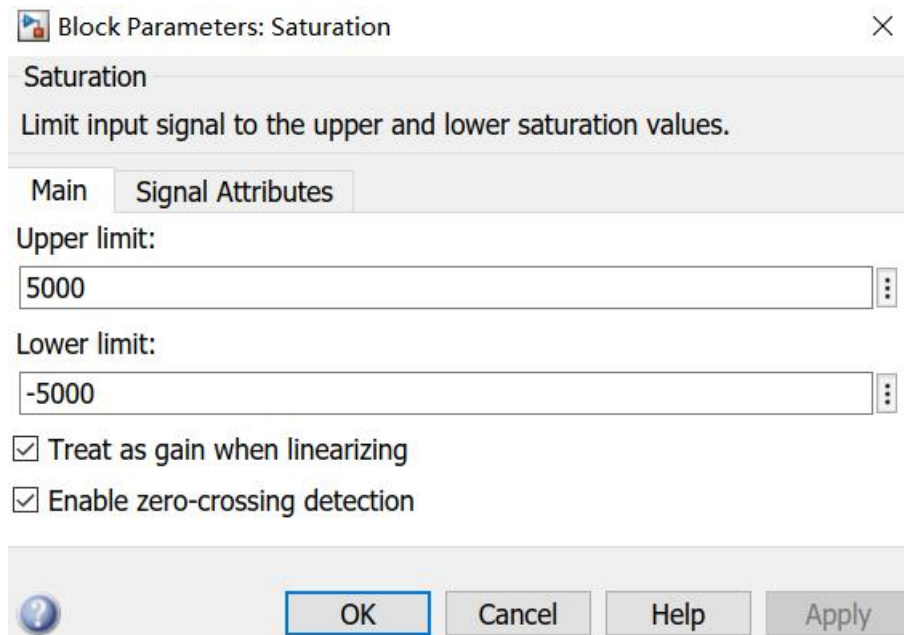 Block Parameters: Saturation
Saturation
Limit input signal to the upper and lower saturation values.
Main Signal Attributes
Upper limit:
5000
Lower limit:
-5000
Treat as gain when linearizing
Enable zero-crossing detection
? OK Cancel Help Apply